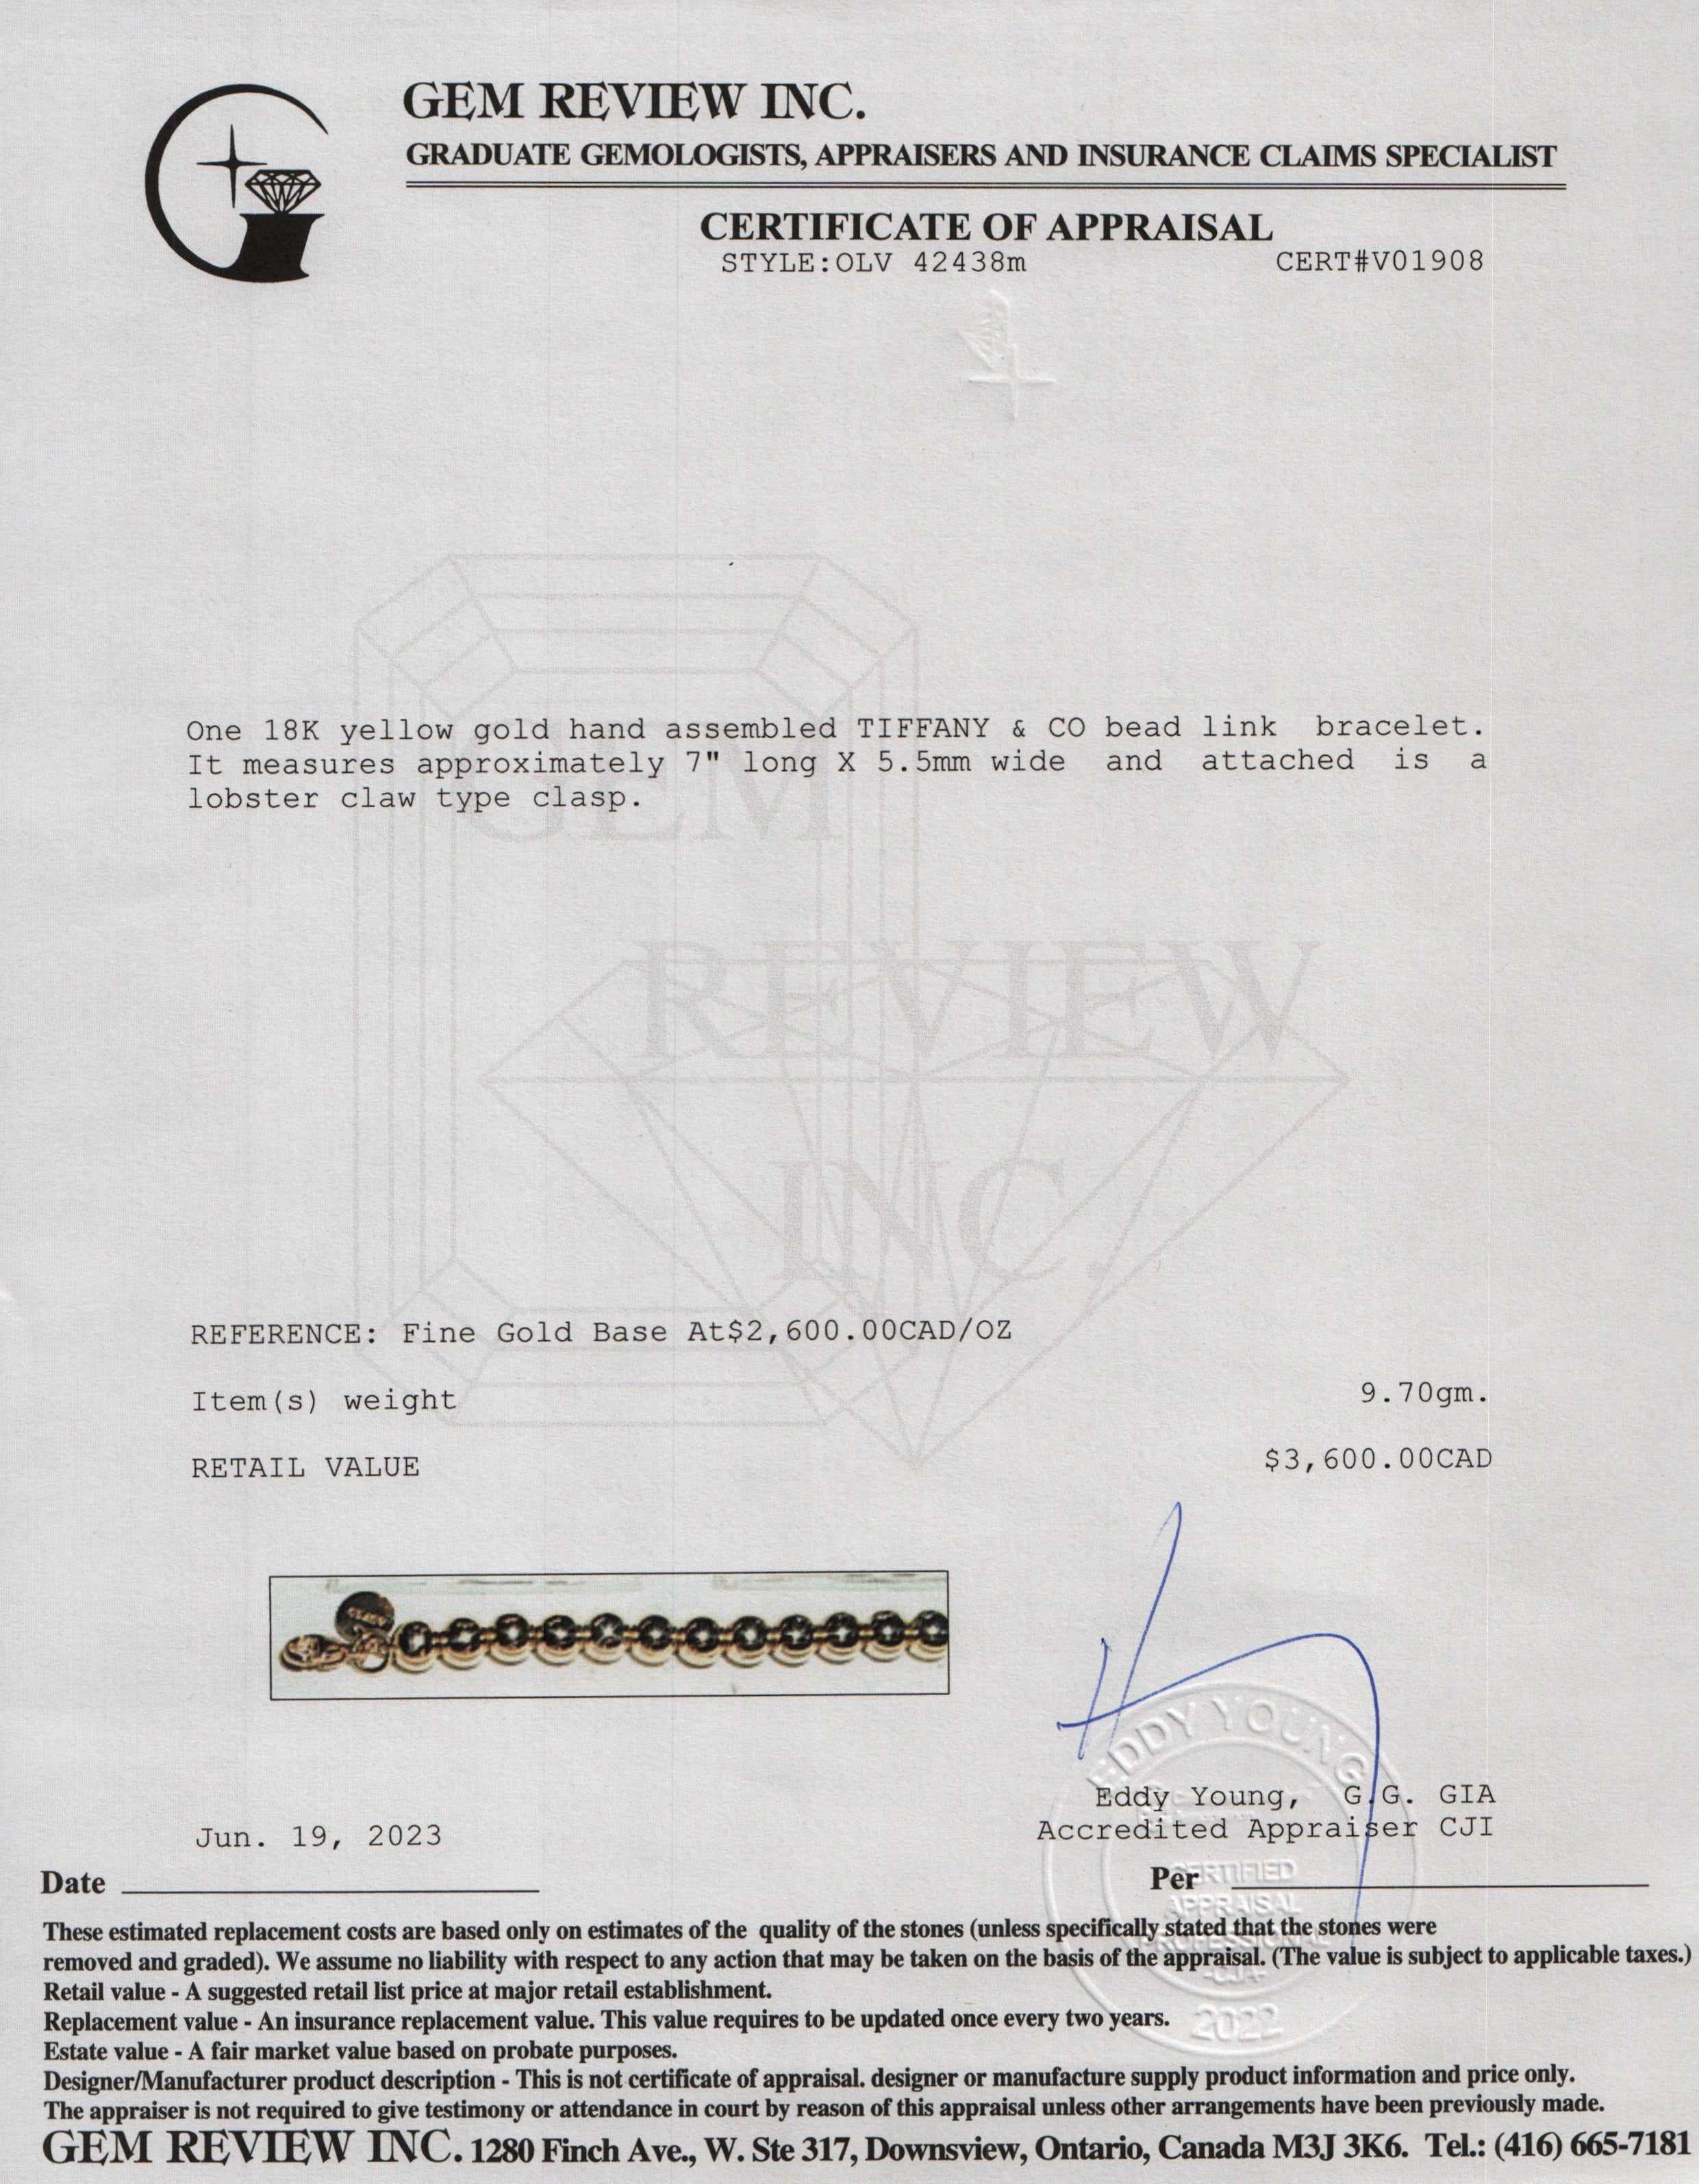 GEM REVIEW INC.
GRADUATE GEMOLOGISTS, APPRAISERS AND INSURANCE CLAIMS SPECIALIST
CERTIFICATE OF APPRAISAL
STYLE:OLV 42438m CERT#V01908
One 18K yellow gold hand assembled TIFFANY & CO bead link bracelet.
It measures approximately 7" long X 5.5mm wide and attached is a
lobster claw type clasp.
GEM
REVIEW
INC.
REFERENCE: Fine Gold Base At$2,600.00CAD/OZ
Item(s) weight 9.70gm.
RETAIL VALUE $3,600.00CAD
EDDY YOUNG
Eddy Young, G.G. GIA
Accredited Appraiser CJI
Jun. 19, 2023
Date Per
CERTIFIED
APPRAISAL
PROFESSIONAL
2022
These estimated replacement costs are based only on estimates of the quality of the stones (unless specifically stated that the stones were
removed and graded). We assume no liability with respect to any action that may be taken on the basis of the appraisal. (The value is subject to applicable taxes.)
Retail value - A suggested retail list price at major retail establishment.
Replacement value - An insurance replacement value. This value requires to be updated once every two years.
Estate value - A fair market value based on probate purposes.
Designer/Manufacturer product description - This is not certificate of appraisal. designer or manufacture supply product information and price only.
The appraiser is not required to give testimony or attendance in court by reason of this appraisal unless other arrangements have been previously made.
GEM REVIEW INC. 1280 Finch Ave., W. Ste 317, Downsview, Ontario, Canada M3J 3K6. Tel.: (416) 665-7181